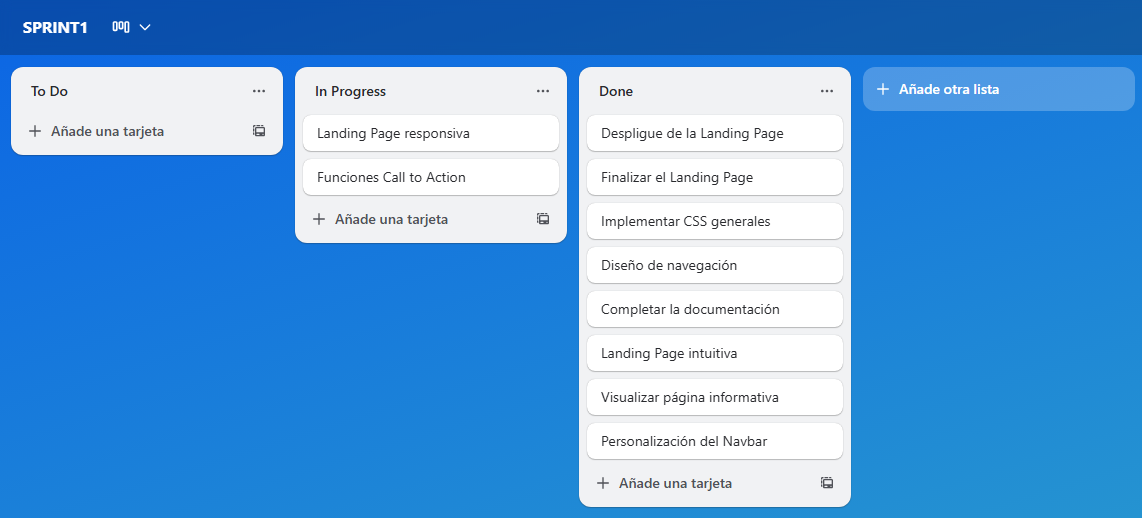 SPRINT1
To Do
Añade una tarjeta
In Progress
Landing Page responsiva
Funciones Call to Action
Añade una tarjeta
Done
Despligue de la Landing Page
Finalizar el Landing Page
Implementar CSS generales
Diseño de navegación
Completar la documentación
Landing Page intuitiva
Visualizar página informativa
Personalización del Navbar
Añade una tarjeta
Añade otra lista